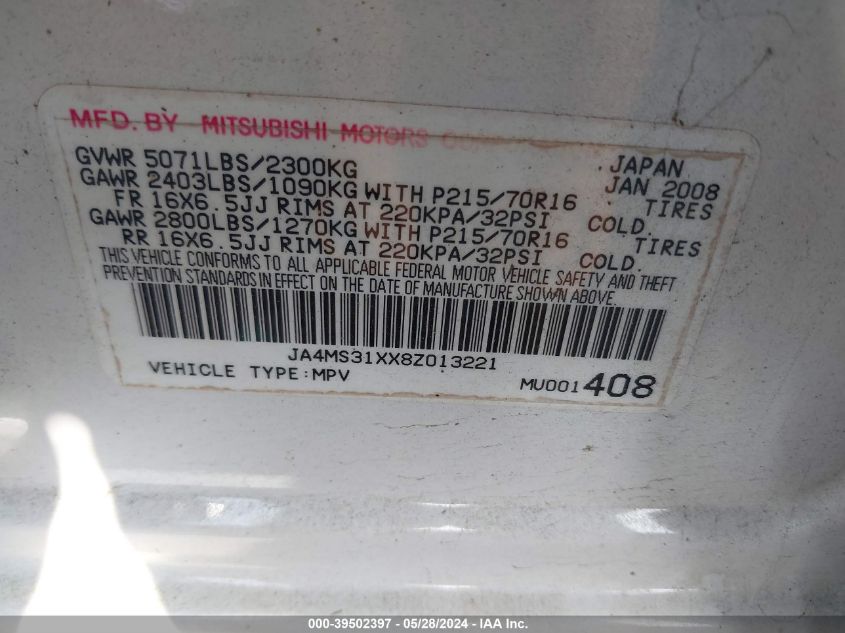 MFD. BY MITSUBISHI MOTORS CORP
GVWR 5071LBS/2300KG JAPAN
GAWR 2403LBS/1090KG WITH P215/70R16 JAN 2008
FR 16X6.5JJ RIMS AT 220KPA/32PSI TIRES COLD.
GAWR 2800LBS/1270KG WITH P215/70R16 TIRES
RR 16X6.5JJ RIMS AT 220KPA/32PSI COLD.
THIS VEHICLE CONFORMS TO ALL APPLICABLE FEDERAL MOTOR VEHICLE SAFETY AND THEFT
PREVENTION STANDARDS IN EFFECT ON THE DATE OF MANUFACTURE SHOWN ABOVE.
JA4MS31XX8Z013221
VEHICLE TYPE:MPV MU001408
000-39502397 - 05/28/2024 - IAA Inc.